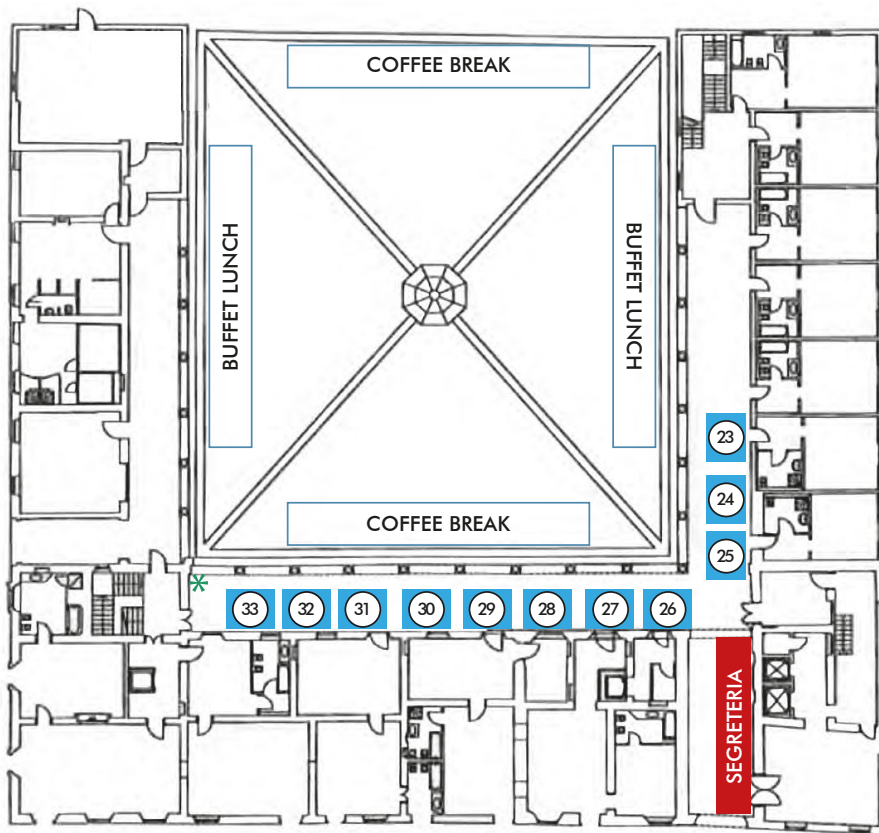 COFFEE BREAK
BUFFET LUNCH
BUFFET LUNCH
23
24
COFFEE BREAK
25
33
32
31
30
29
28
27
26
SEGRETERIA